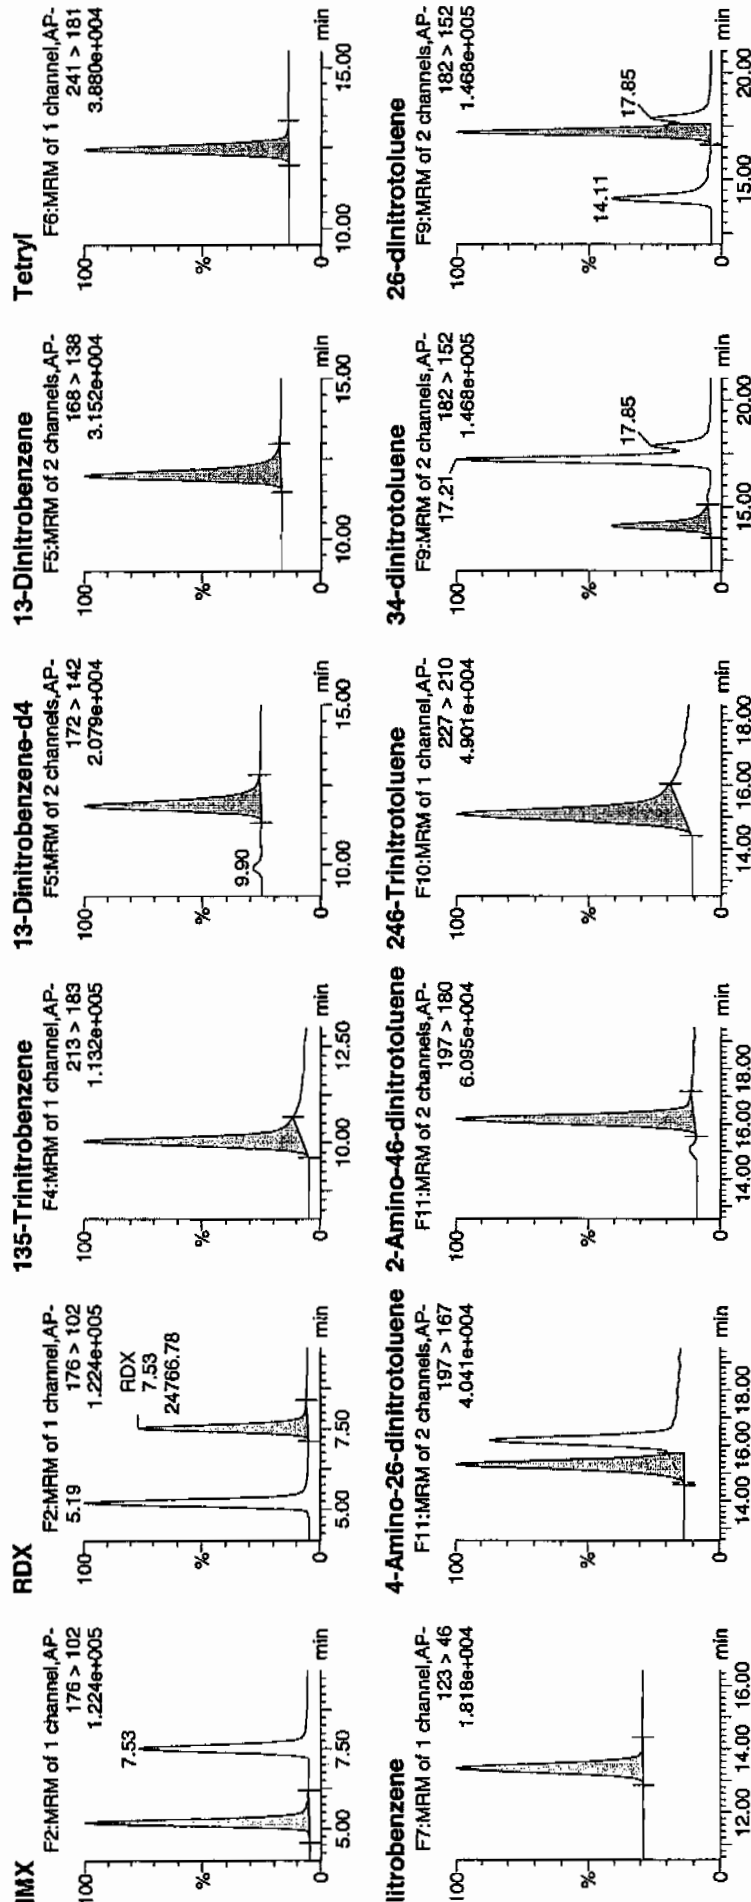 HMX
F2:MRM of 1 channel,AP-
176 > 102
1.224e+005
100
%
0
7.53
5.00
7.50
min
RDX
F2:MRM of 1 channel,AP-
176 > 102
1.224e+005
5.19
RDX
7.53
24766.78
100
%
0
5.00
7.50
min
135-Trinitrobenzene
F4:MRM of 1 channel,AP-
213 > 183
1.132e+005
100
%
0
10.00
12.50
min
13-Dinitrobenzene-d4
F5:MRM of 2 channels,AP-
172 > 142
2.079e+004
100
%
0
9.90
10.00
15.00
min
13-Dinitrobenzene
F5:MRM of 2 channels,AP-
168 > 138
3.152e+004
100
%
0
10.00
15.00
min
Tetryl
F6:MRM of 1 channel,AP-
241 > 181
3.880e+004
100
%
0
10.00
15.00
min
Nitrobenzene
F7:MRM of 1 channel,AP-
123 > 46
1.818e+004
100
%
0
12.00
14.00
16.00
min
4-Amino-26-dinitrotoluene
F11:MRM of 2 channels,AP-
197 > 167
4.041e+004
100
%
0
14.00
16.00
18.00
min
2-Amino-46-dinitrotoluene
F11:MRM of 2 channels,AP-
197 > 180
6.095e+004
100
%
0
14.00
16.00
18.00
min
246-Trinitrotoluene
F10:MRM of 1 channel,AP-
227 > 210
4.901e+004
100
%
0
14.00
16.00
18.00
min
34-dinitrotoluene
F9:MRM of 2 channels,AP-
182 > 152
1.468e+005
17.21
17.85
100
%
0
15.00
20.00
min
26-dinitrotoluene
F9:MRM of 2 channels,AP-
182 > 152
1.468e+005
14.11
17.85
100
%
0
15.00
20.00
min